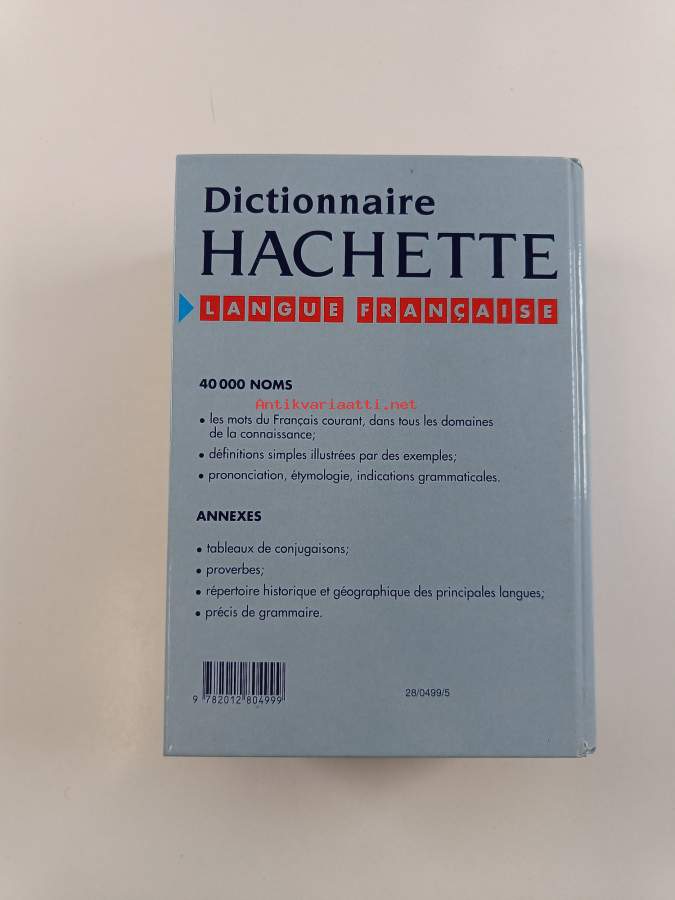 Dictionnaire
HACHETTE
LANGUE FRANÇAISE
40 000 NOMS
Antikvariaatti.net
• les mots du Français courant, dans tous les domaines
de la connaissance;
• définitions simples illustrées par des exemples;
• prononciation, étymologie, indications grammaticales.
ANNEXES
• tableaux de conjugaisons;
• proverbes;
• répertoire historique et géographique des principales langues;
• précis de grammaire.
9 782012 804999
28/0499/5